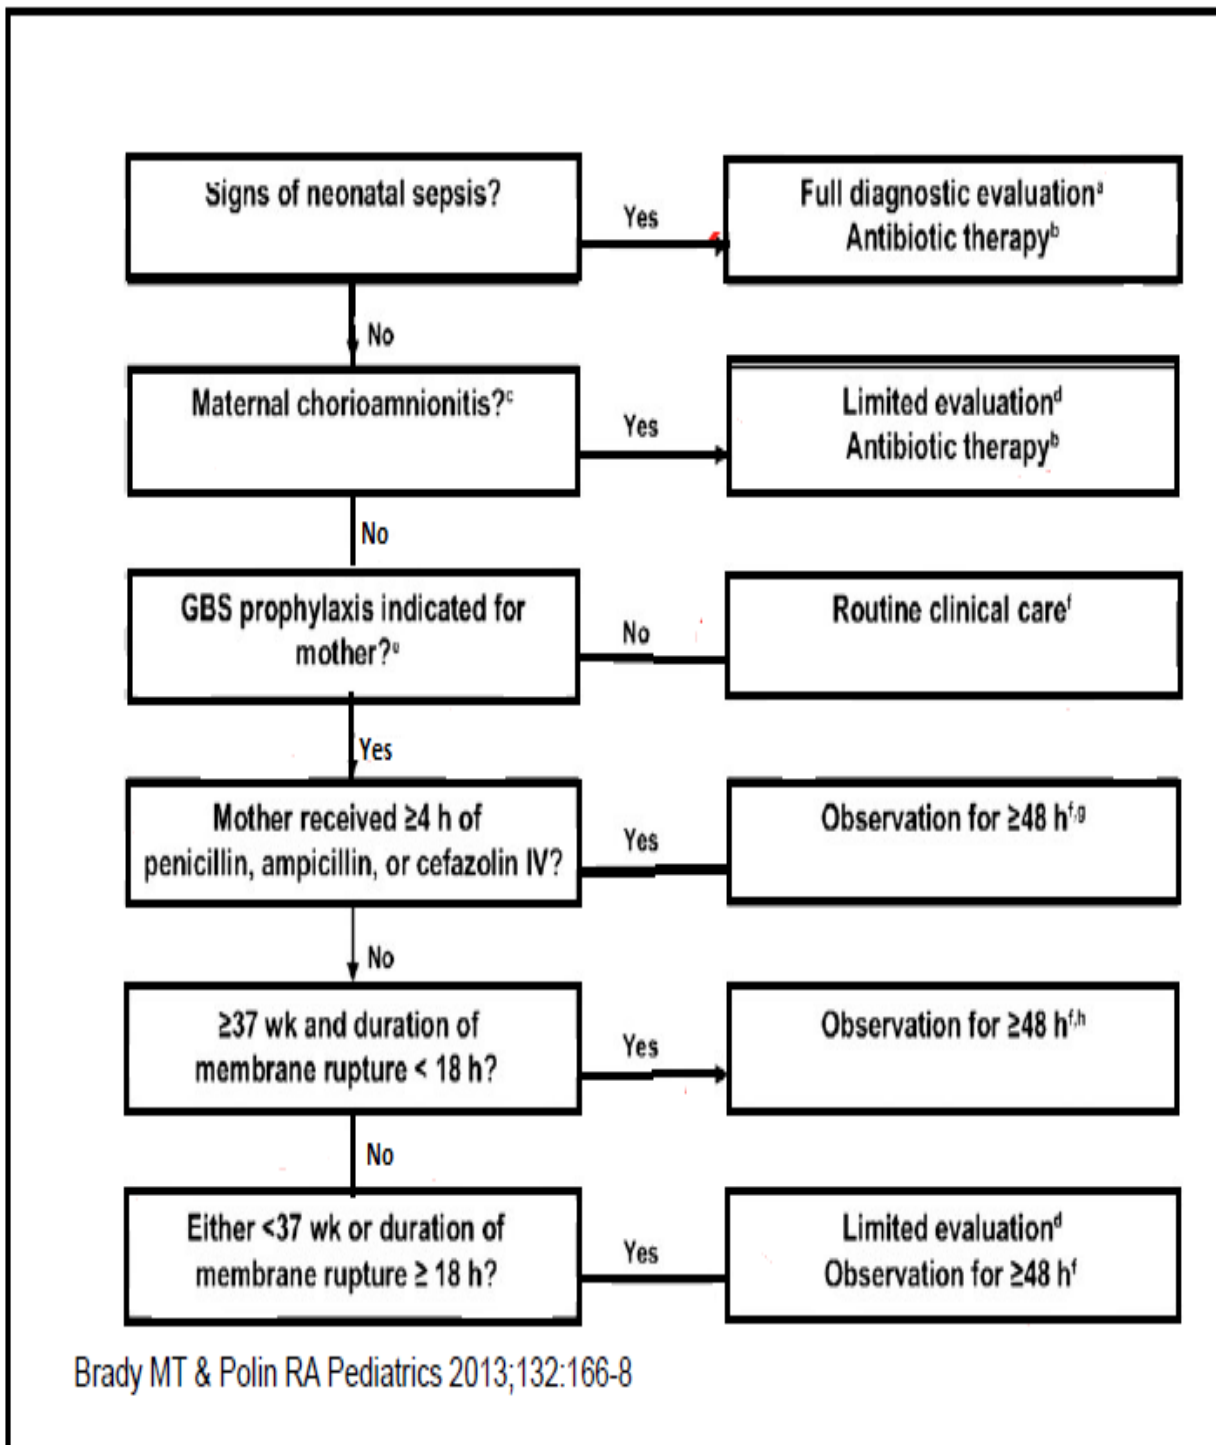 Signs of neonatal sepsis?
Yes
Full diagnostic evaluationᵃ
Antibiotic therapyᵇ
No
Maternal chorioamnionitis?ᶜ
Yes
Limited evaluationᵈ
Antibiotic therapyᵇ
No
GBS prophylaxis indicated for
mother?ᵉ
No
Routine clinical careᶠ
Yes
Mother received ≥4 h of
penicillin, ampicillin, or cefazolin IV?
Yes
Observation for ≥48 hᶠ,ᵍ
No
≥37 wk and duration of
membrane rupture < 18 h?
Yes
Observation for ≥48 hᶠ,ʰ
No
Either <37 wk or duration of
membrane rupture ≥ 18 h?
Yes
Limited evaluationᵈ
Observation for ≥48 hᶠ
Brady MT & Polin RA Pediatrics 2013;132:166-8